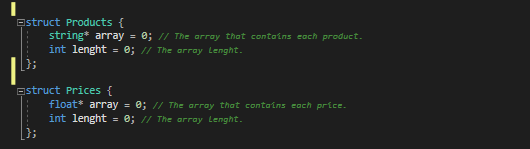 struct Products {
string* array = 0; // The array that contains each product.
int lenght = 0; // The array Lenght.
};
struct Prices {
float* array = 0; // The array that contains each price.
int lenght = 0; // The array Lenght.
};